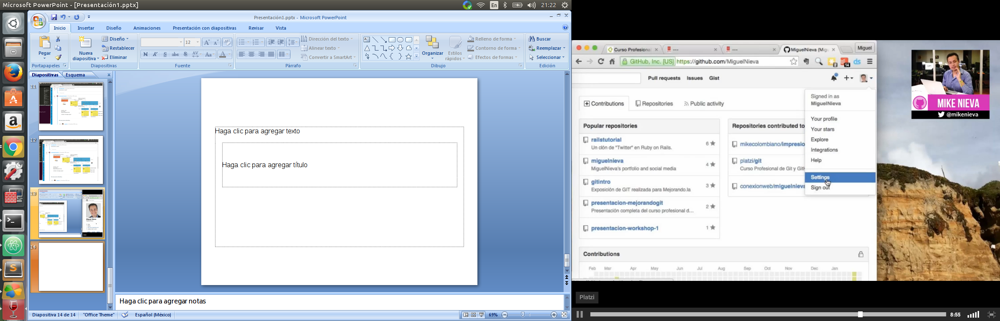 Microsoft PowerPoint - [Presentación1.pptx]
En
21:22
Presentación1.pptx - Microsoft PowerPoint
Inicio Insertar Diseño Animaciones Presentación con diapositivas Revisar Vista
Pegar
Portapapeles
Nueva
diapositiva
Diseño
Restablecer
Eliminar
Diapositivas
12
N K S abc S AV Aa A
Fuente
Dirección del texto
Alinear texto
Convertir a SmartArt
Párrafo
Organizar
Estilos
rápidos
Relleno de forma
Contorno de forma
Efectos de formas
Dibujo
Buscar
Reemplazar
Seleccionar
Edición
Diapositivas Esquema x
11
12
13
14
Haga clic para agregar texto
Haga clic para agregar título
Haga clic para agregar notas
Diapositiva 14 de 14 "Office Theme" Español (México)
69%
Curso Profesional
---
---
MiguelNieva (Migu
Miguel
GitHub, Inc. [US] https://github.com/MiguelNieva
2
14
ds
Pull requests Issues Gist
Contributions Repositories Public activity
Signed in as
MiguelNieva
Your profile
Your stars
Explore
Integrations
Help
Settings
Sign out
Popular repositories
railstutorial
Un clón de "Twitter" en Ruby on Rails.
6
miguelnieva
MiguelNieva's portfolio and social media
4
gitintro
Exposición de GIT realizada para Mejorando.la
3
presentacion-mejorandogit
Presentación completa del curso profesional d...
2
presentacion-workshop-1
1
Repositories contributed to
mikecolombiano/impresio
platzi/git
Curso Profesional de Git y GitH
conexionweb/miguelnieva
Contributions
Feb Mar Apr May Jun Jul Aug Sep Oct Nov Dec Jan
MIKE NIEVA
@mikenieva
Platzi
8:55